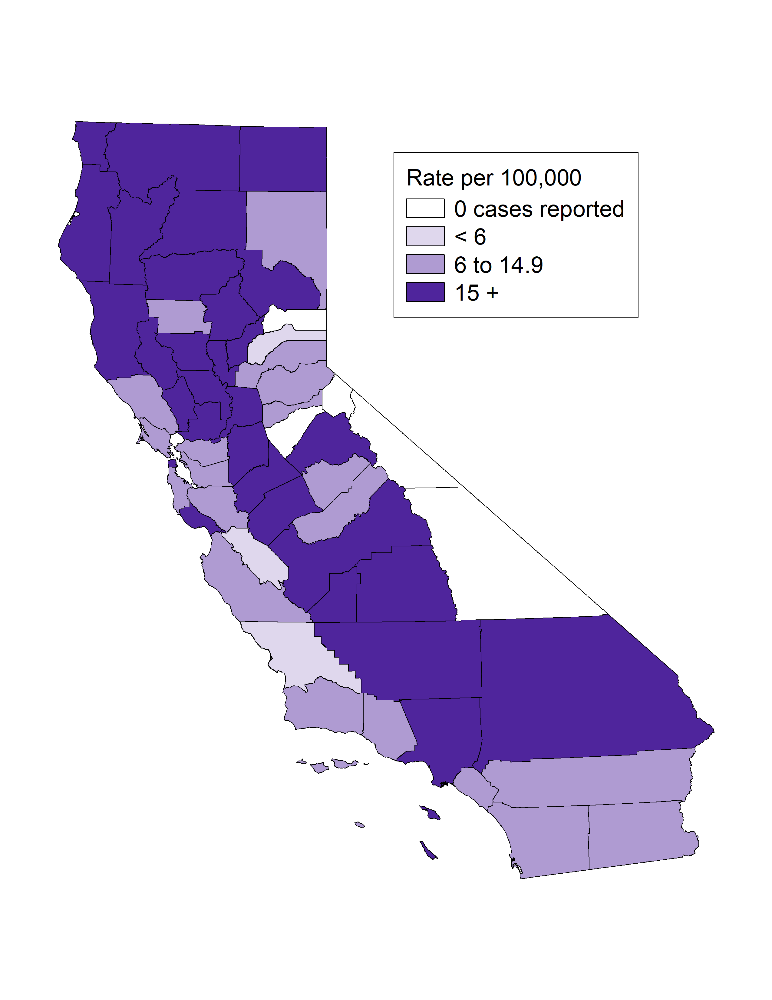 Rate per 100,000
0 cases reported
< 6
6 to 14.9
15 +